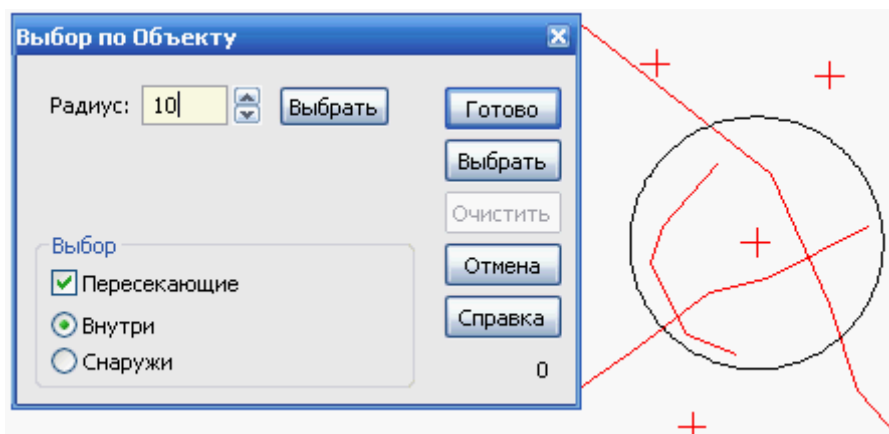 Выбор по Объекту
Радиус: 10 Выбрать
Готово
Выбрать
Очистить
Отмена
Справка
0
Выбор
Пересекающие
Внутри
Снаружи